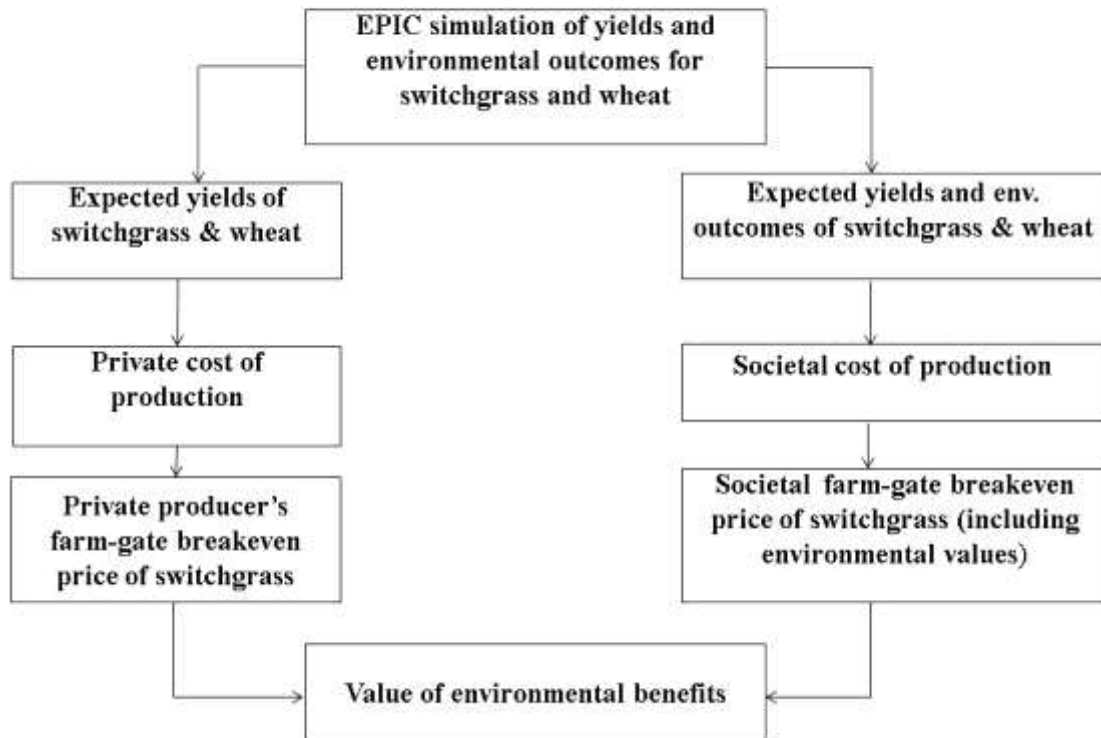 EPIC simulation of yields and
environmental outcomes for
switchgrass and wheat
Expected yields of
switchgrass & wheat
Expected yields and env.
outcomes of switchgrass & wheat
Private cost of
production
Societal cost of production
Private producer's
farm-gate breakeven
price of switchgrass
Societal farm-gate breakeven
price of switchgrass (including
environmental values)
Value of environmental benefits